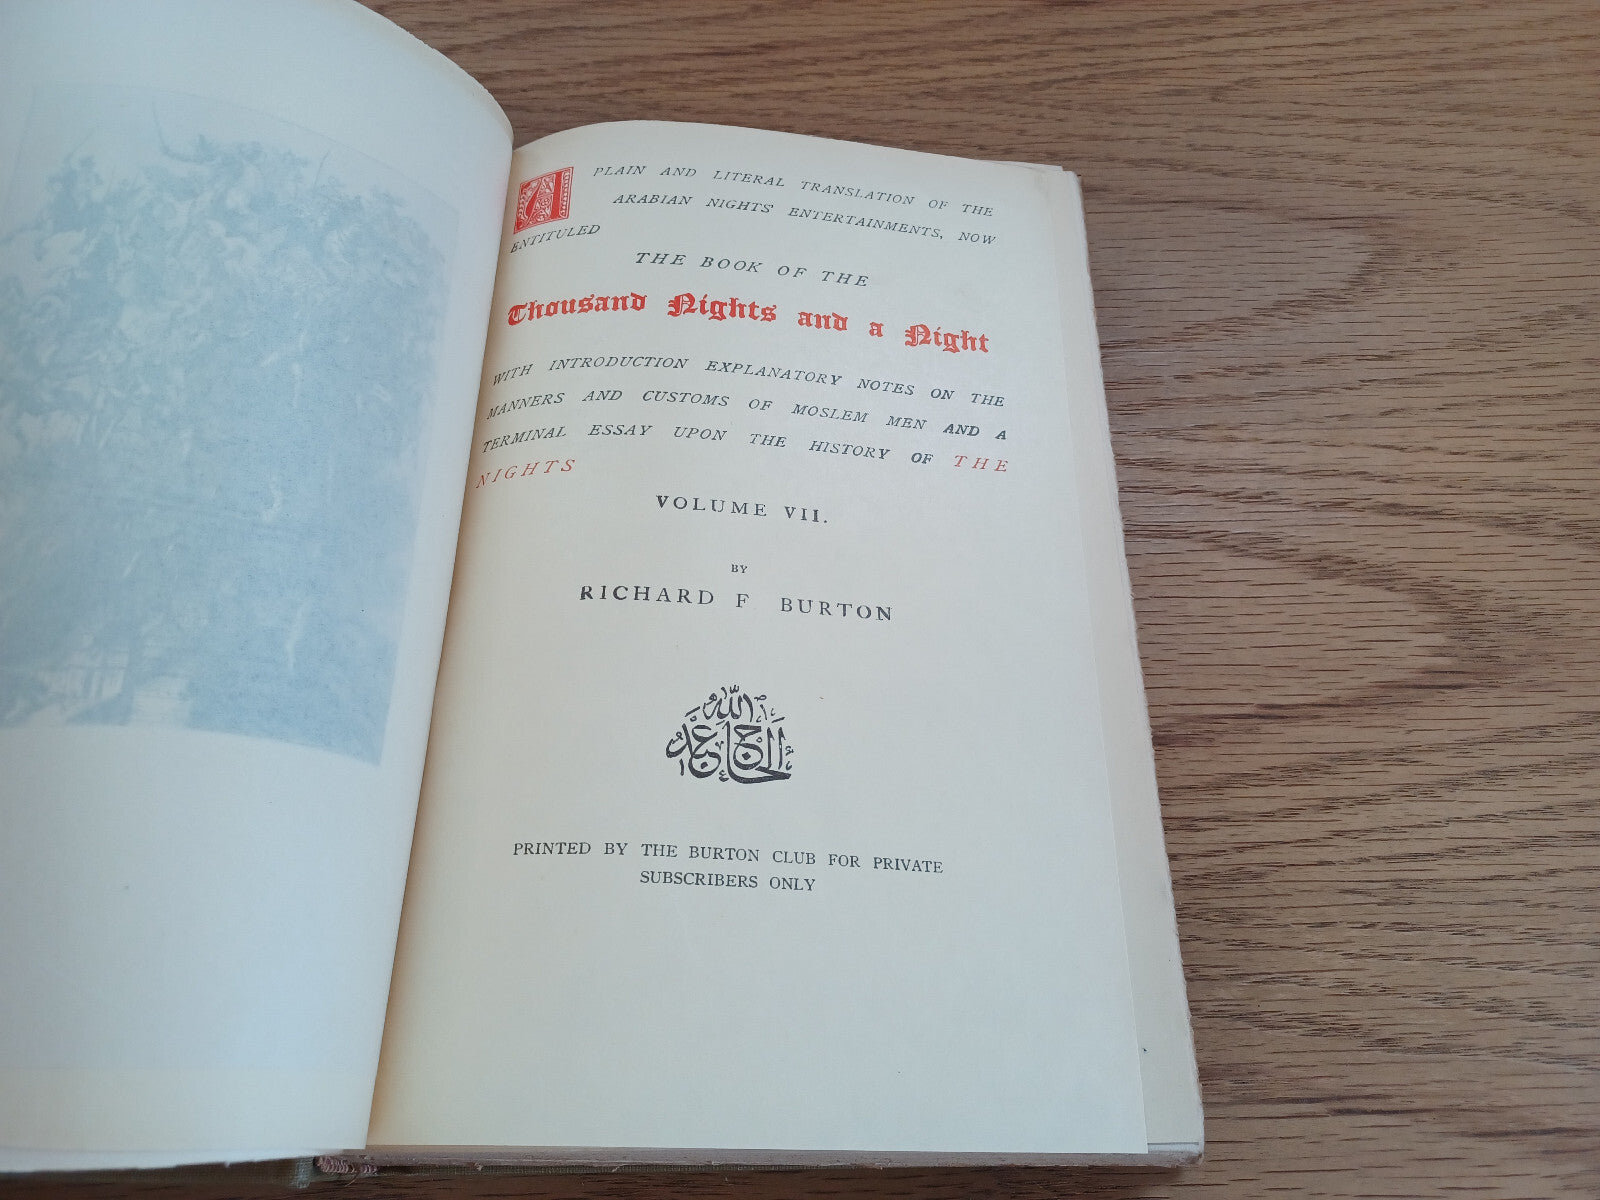 A PLAIN AND LITERAL TRANSLATION OF THE
ARABIAN NIGHTS' ENTERTAINMENTS, NOW
ENTITULED
THE BOOK OF THE
Thousand Nights and a Night
WITH INTRODUCTION EXPLANATORY NOTES ON THE
MANNERS AND CUSTOMS OF MOSLEM MEN AND A
TERMINAL ESSAY UPON THE HISTORY OF THE
NIGHTS
VOLUME VII.
BY
RICHARD F BURTON
الحاج عبد الله
PRINTED BY THE BURTON CLUB FOR PRIVATE
SUBSCRIBERS ONLY